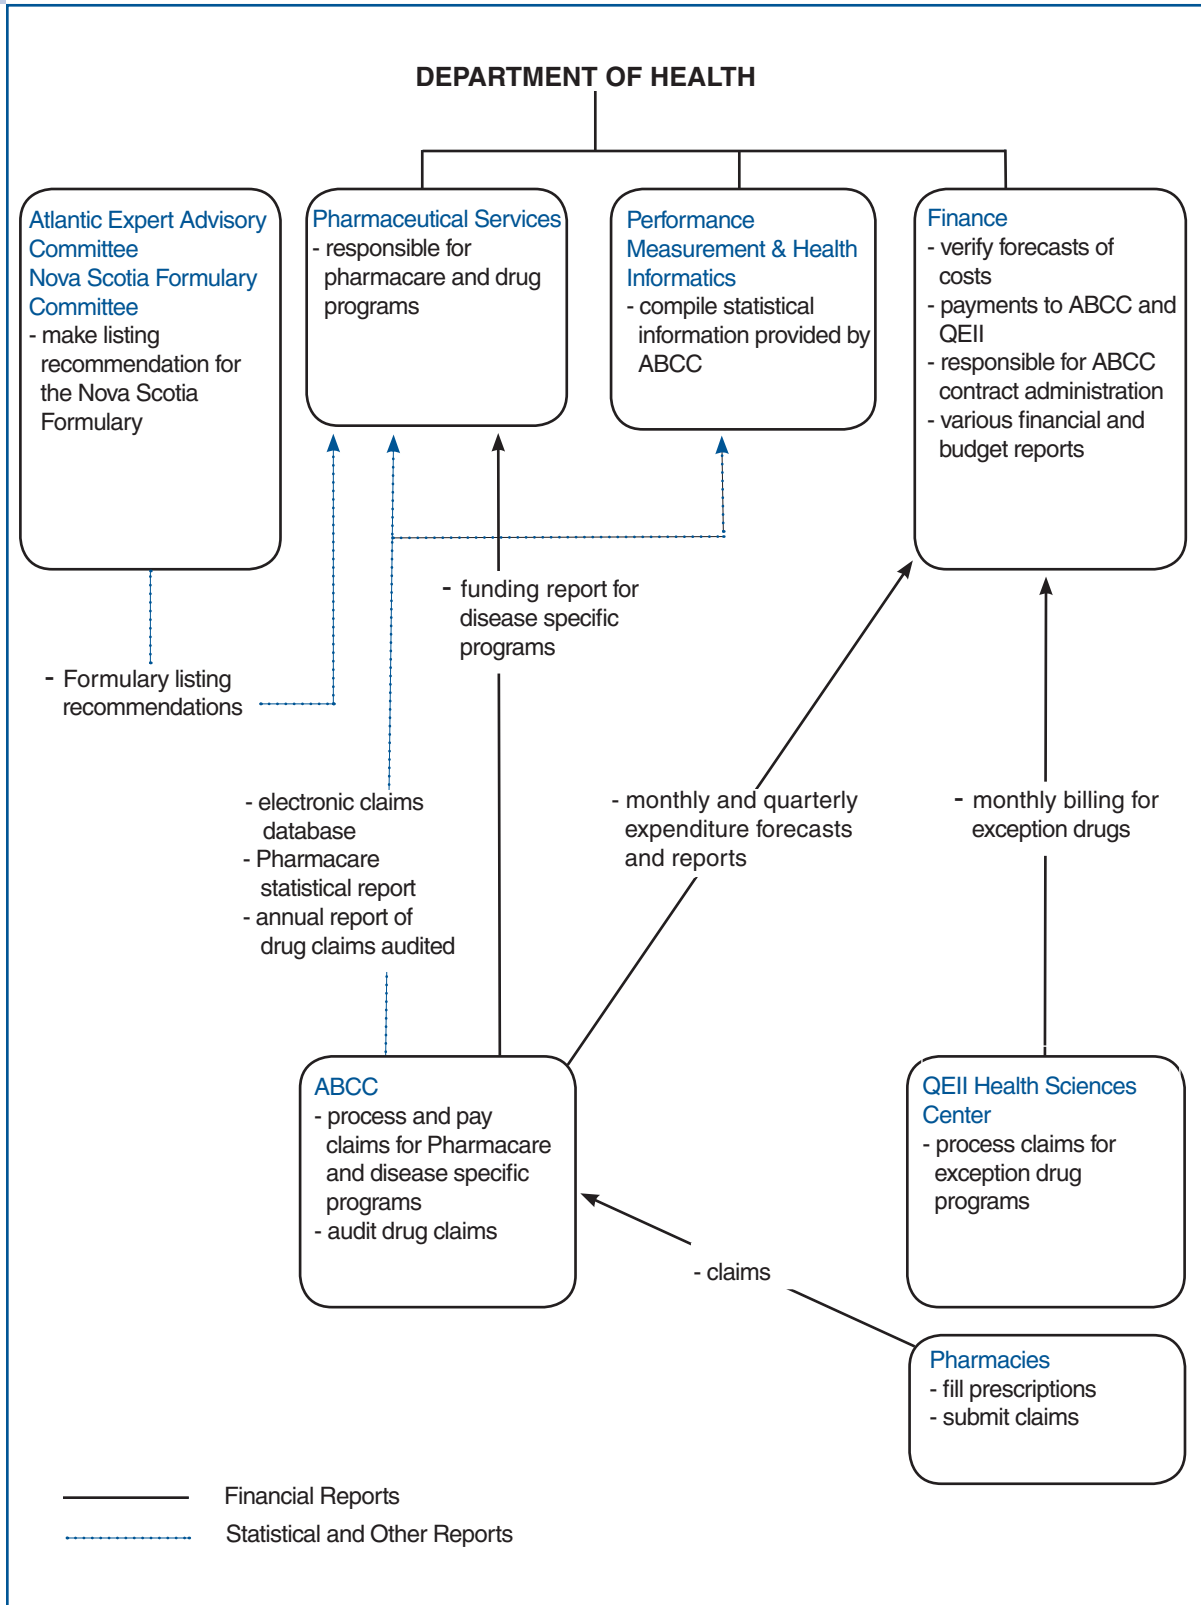 DEPARTMENT OF HEALTH
Atlantic Expert Advisory
Committee
Nova Scotia Formulary
Committee
- make listing
recommendation for
the Nova Scotia
Formulary
Pharmaceutical Services
- responsible for
pharmacare and drug
programs
Performance
Measurement & Health
Informatics
- compile statistical
information provided by
ABCC
Finance
- verify forecasts of
costs
- payments to ABCC and
QEII
- responsible for ABCC
contract administration
- various financial and
budget reports
- funding report for
disease specific
programs
- Formulary listing
recommendations
- electronic claims
database
- Pharmacare
statistical report
- annual report of
drug claims audited
- monthly and quarterly
expenditure forecasts
and reports
- monthly billing for
exception drugs
ABCC
- process and pay
claims for Pharmacare
and disease specific
programs
- audit drug claims
QEII Health Sciences
Center
- process claims for
exception drug
programs
- claims
Pharmacies
- fill prescriptions
- submit claims
Financial Reports
Statistical and Other Reports